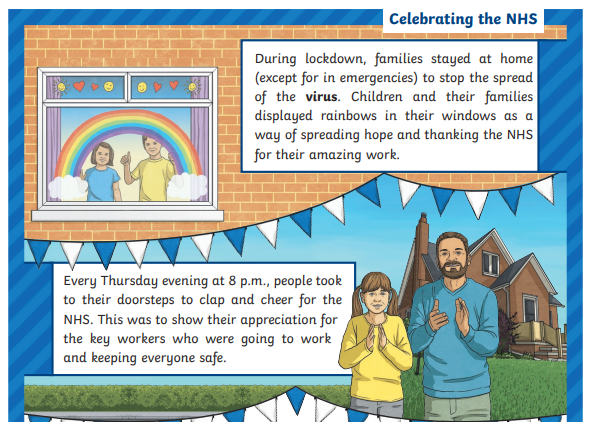 Celebrating the NHS
During lockdown, families stayed at home
(except for in emergencies) to stop the spread
of the virus. Children and their families
displayed rainbows in their windows as a
way of spreading hope and thanking the NHS
for their amazing work.
Every Thursday evening at 8 p.m., people took
to their doorsteps to clap and cheer for the
NHS. This was to show their appreciation for
the key workers who were going to work
and keeping everyone safe.